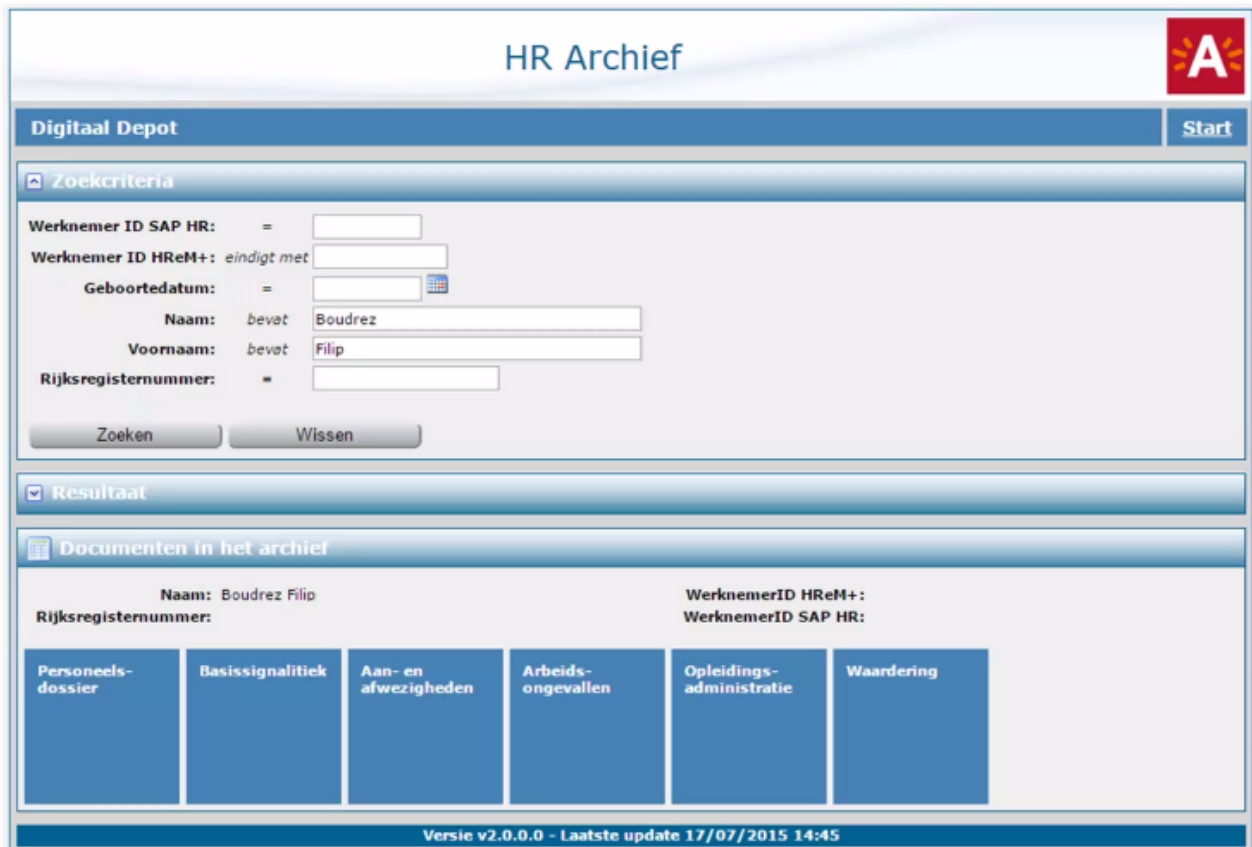 HR Archief
A
Digitaal Depot Start
Zoekcriteria
Werknemer ID SAP HR: =
Werknemer ID HReM+: eindigt met
Geboortedatum: =
Naam: bevat Boudrez
Voornaam: bevat Filip
Rijksregisternummer: =
Zoeken Wissen
Resultaat
Documenten in het archief
Naam: Boudrez Filip WerknemerID HReM+:
Rijksregisternummer: WerknemerID SAP HR:
Personeels-
dossier
Basissignalitiek
Aan- en
afwezigheden
Arbeids-
ongevallen
Opleidings-
administratie
Waardering
Versie v2.0.0.0 - Laatste update 17/07/2015 14:45